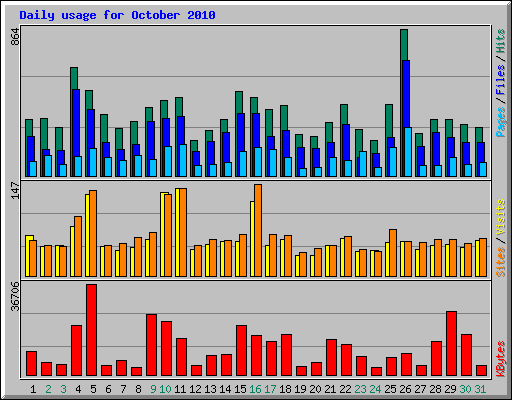 Daily usage for October 2010
864
Pages / Files / Hits
147
Sites / Visits
36706
KBytes
1 2 3 4 5 6 7 8 9 10 11 12 13 14 15 16 17 18 19 20 21 22 23 24 25 26 27 28 29 30 31